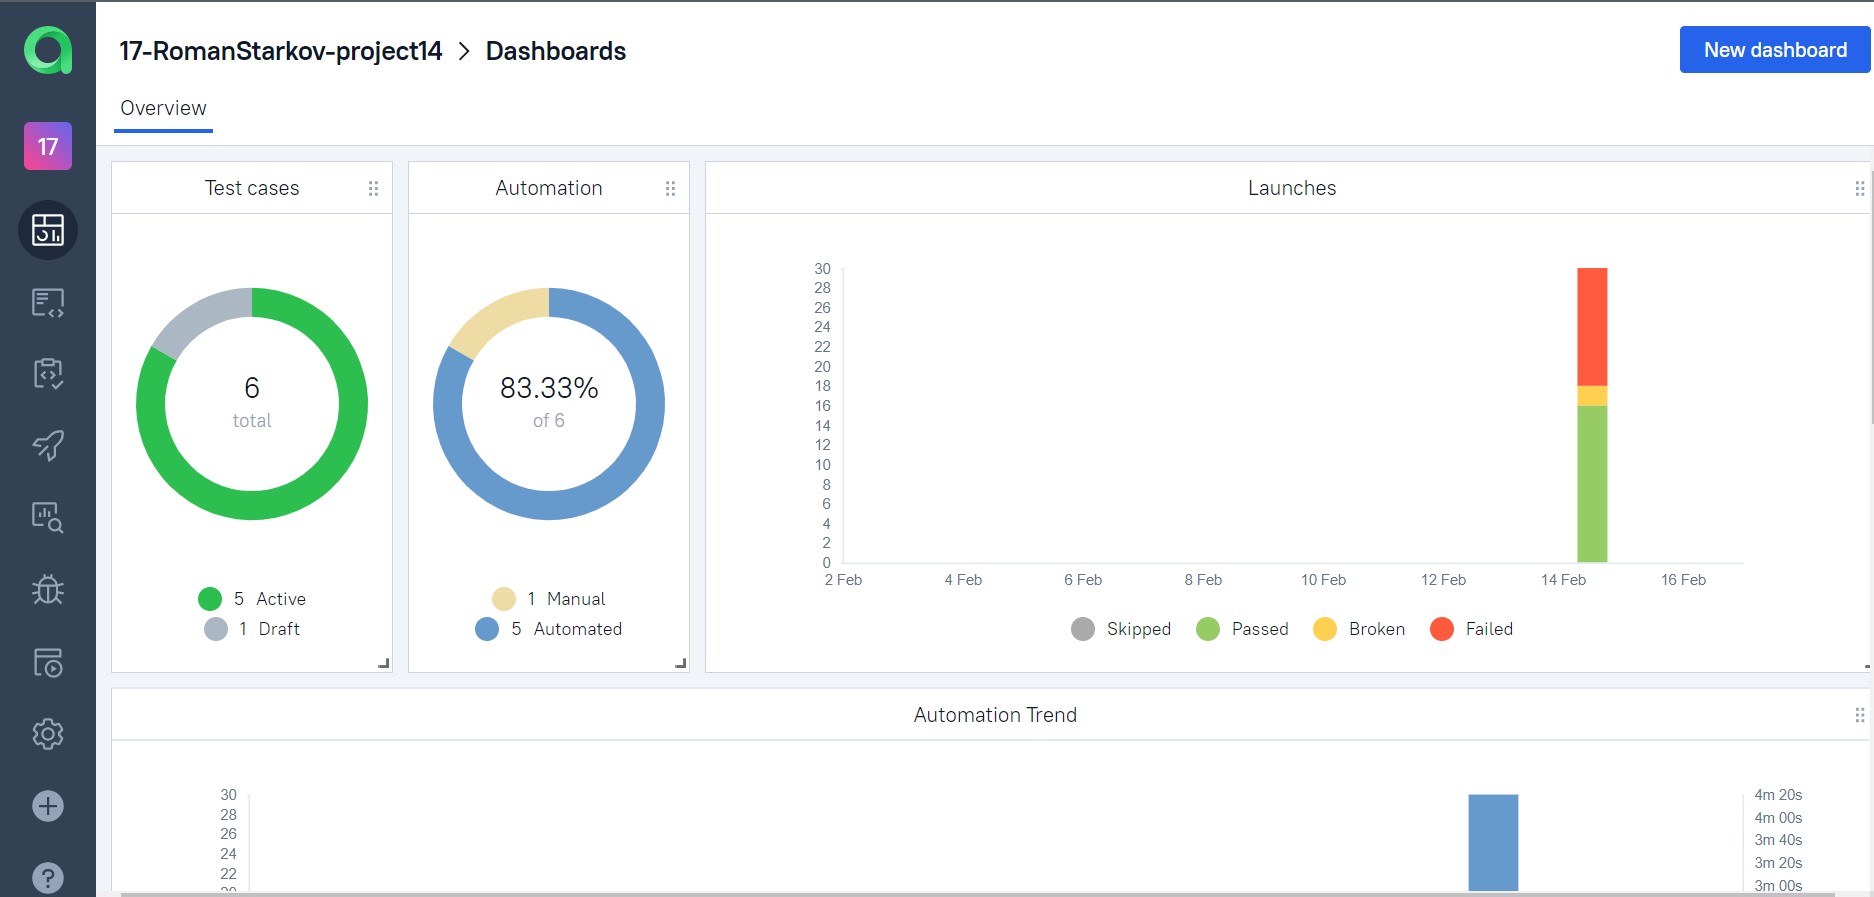 17-RomanStarkov-project14 > Dashboards
New dashboard
Overview
17
Test cases
6
total
5 Active
1 Draft
Automation
83.33%
of 6
1 Manual
5 Automated
Launches
30
28
26
24
22
20
18
16
14
12
10
8
6
4
2
0
2 Feb
4 Feb
6 Feb
8 Feb
10 Feb
12 Feb
14 Feb
16 Feb
Skipped
Passed
Broken
Failed
Automation Trend
30
28
26
24
22
20
4m 20s
4m 00s
3m 40s
3m 20s
3m 00s